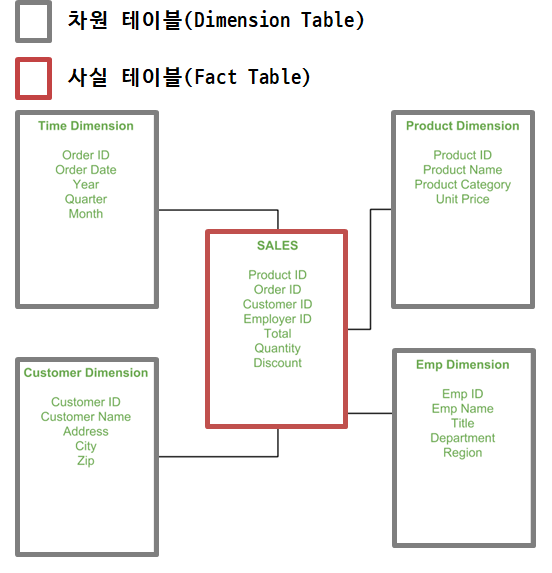 차원 테이블(Dimension Table)
사실 테이블(Fact Table)
Time Dimension
Order ID
Order Date
Year
Quarter
Month
Product Dimension
Product ID
Product Name
Product Category
Unit Price
SALES
Product ID
Order ID
Customer ID
Employer ID
Total
Quantity
Discount
Customer Dimension
Customer ID
Customer Name
Address
City
Zip
Emp Dimension
Emp ID
Emp Name
Title
Department
Region